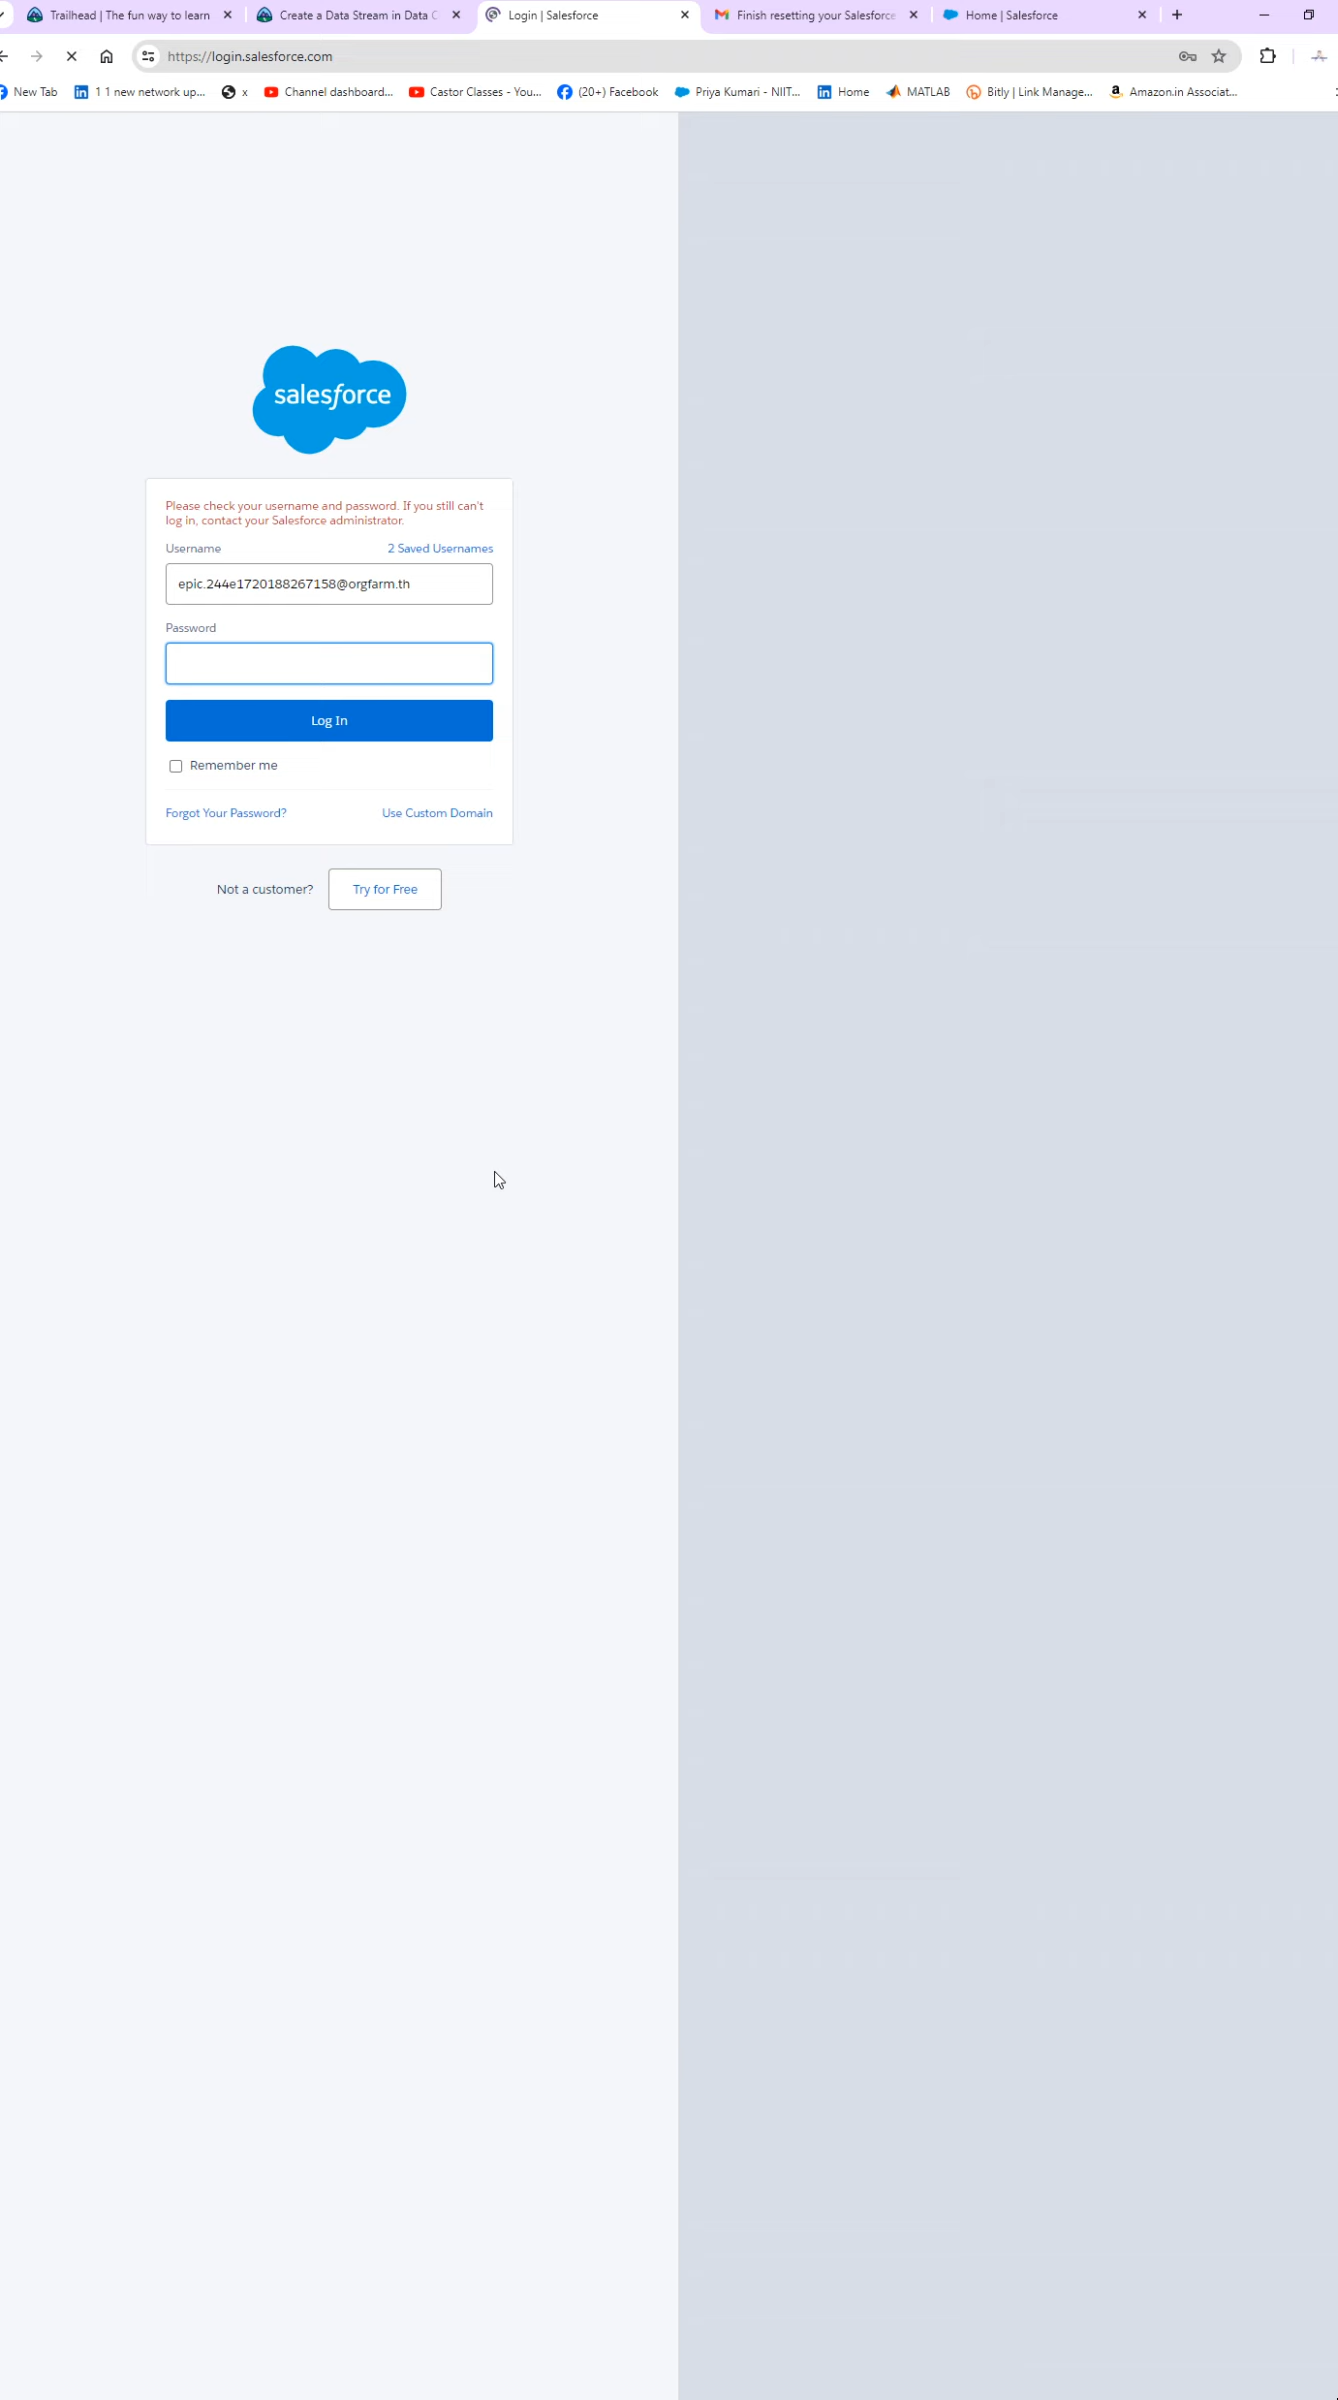 Trailhead | The fun way to learn
Create a Data Stream in Data C
Login | Salesforce
Finish resetting your Salesforce
Home | Salesforce
https://login.salesforce.com
New Tab
1 1 new network up...
x
Channel dashboard...
Castor Classes - You...
(20+) Facebook
Priya Kumari - NIIT...
Home
MATLAB
Bitly | Link Manage...
Amazon.in Associat...
salesforce
Please check your username and password. If you still can't
log in, contact your Salesforce administrator.
Username
2 Saved Usernames
epic.244e1720188267158@orgfarm.th
Password
Log In
Remember me
Forgot Your Password?
Use Custom Domain
Not a customer?
Try for Free